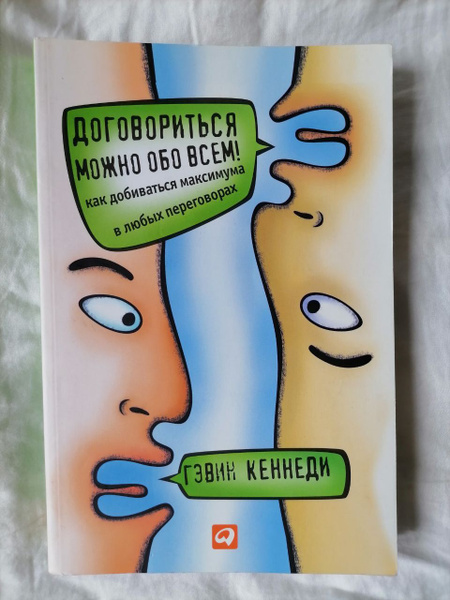 ДОГОВОРИТЬСЯ
МОЖНО ОБО ВСЕМ!
как добиваться максимума
в любых переговорах
ГЭВИН КЕННЕДИ